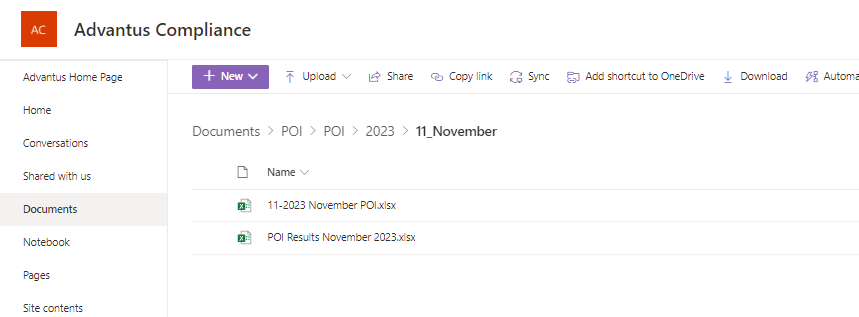 AC Advantus Compliance
Advantus Home Page
Home
Conversations
Shared with us
Documents
Notebook
Pages
Site contents
New Upload Share Copy link Sync Add shortcut to OneDrive Download Automa
Documents > POI > POI > 2023 > 11_November
Name
11-2023 November POI.xlsx
POI Results November 2023.xlsx